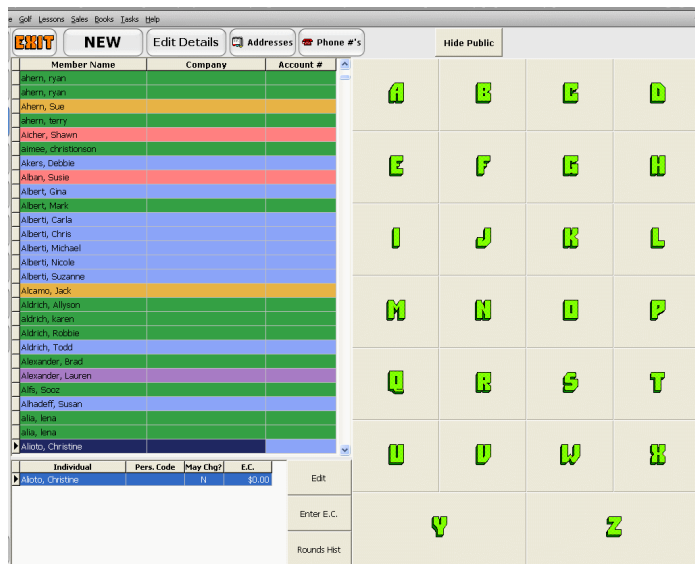 e Golf Lessons Sales Books Tasks Help
EXIT NEW Edit Details Addresses Phone #'s Hide Public
Member Name Company Account #
ahern, ryan
ahern, ryan
Ahern, Sue
ahern, terry
Aicher, Shawn
aimee, christionson
Akers, Debbie
Alban, Susie
Albert, Gina
Albert, Mark
Alberti, Carla
Alberti, Chris
Alberti, Michael
Alberti, Nicole
Alberti, Suzanne
Alcamo, Jack
Aldrich, Allyson
aldrich, karen
Aldrich, Robbie
Aldrich, Todd
Alexander, Brad
Alexander, Lauren
Alfs, Sooz
Alhadeff, Susan
alia, lena
alia, lena
Alioto, Christine
A B C D
E F G H
I J K L
M N O P
Q R S T
U V W X
Y Z
Individual Pers. Code May Chg? E.C.
Alioto, Christine N $0.00
Edit
Enter E.C.
Rounds Hist